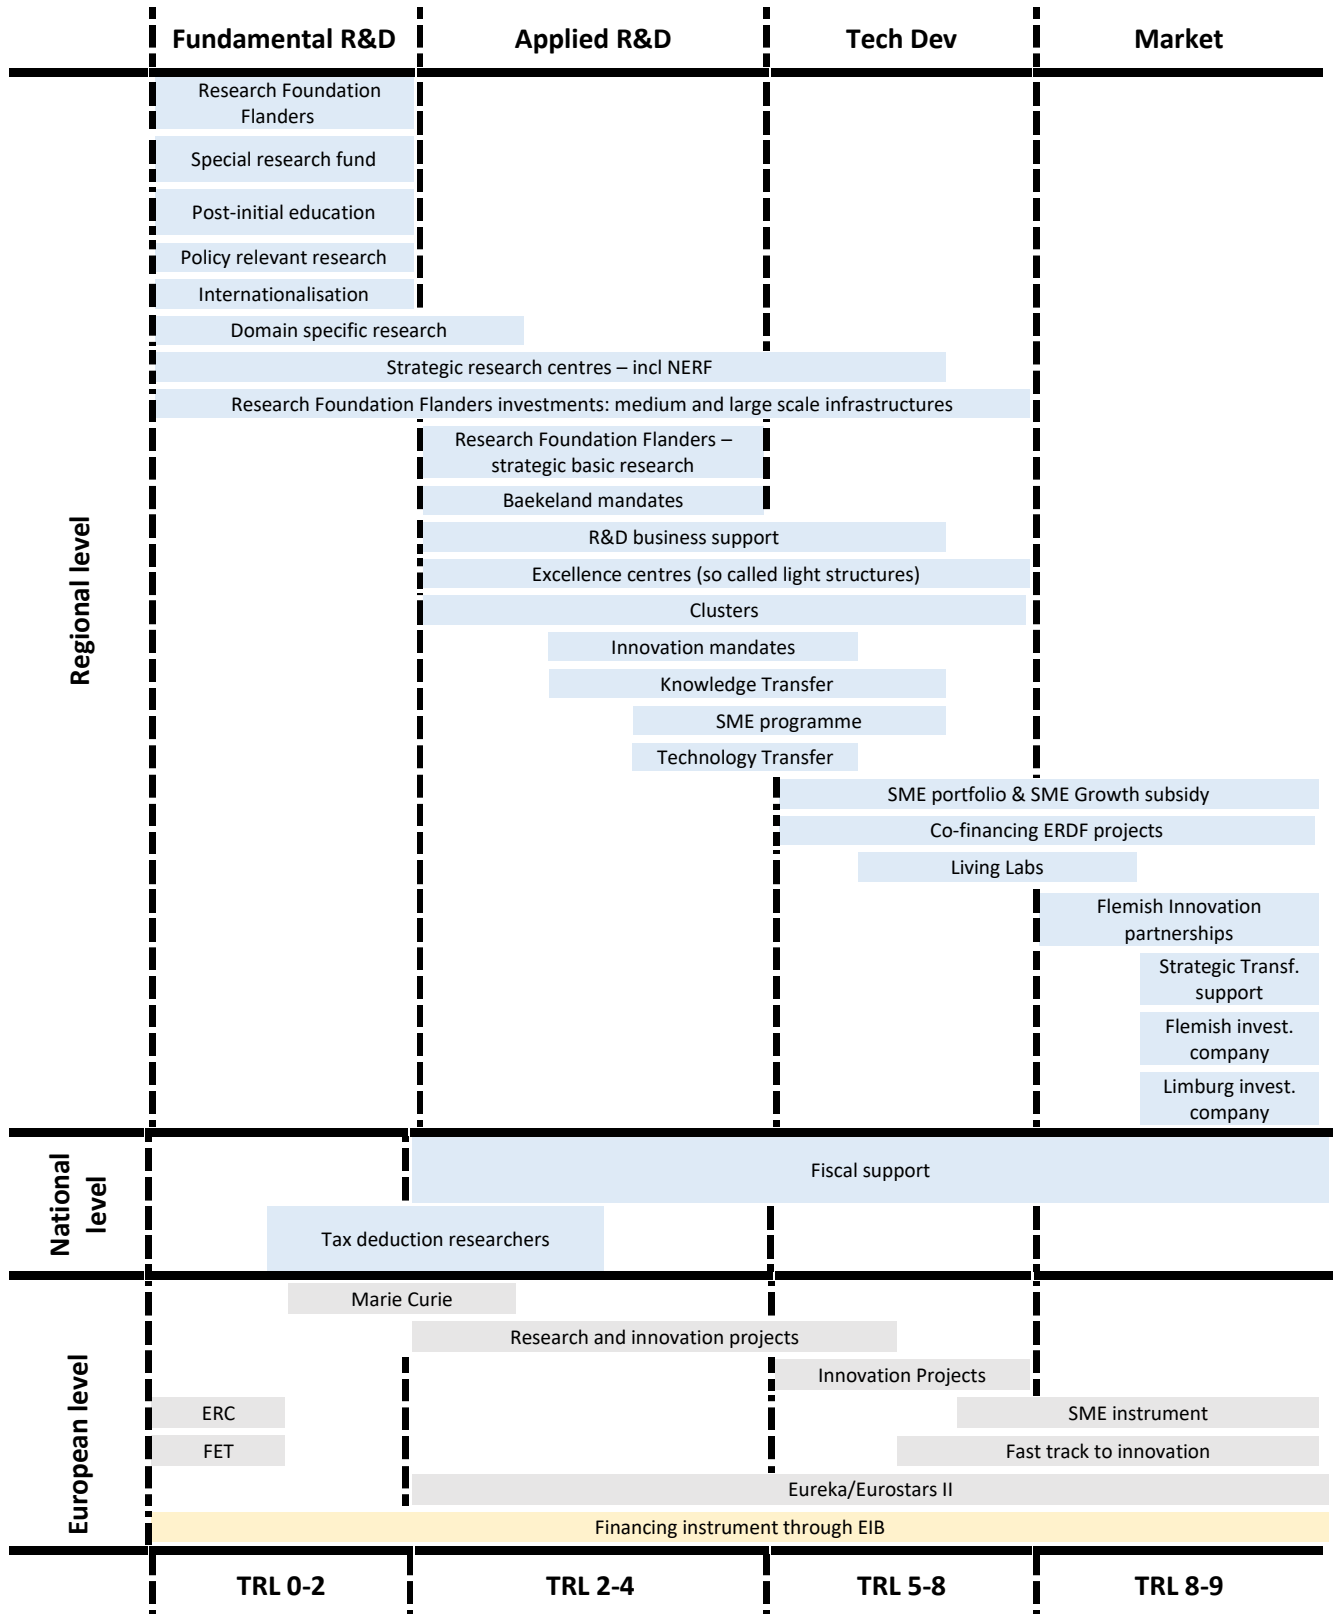 Fundamental R&D
Applied R&D
Tech Dev
Market
Regional level
Research Foundation
Flanders
Special research fund
Post-initial education
Policy relevant research
Internationalisation
Domain specific research
Strategic research centres – incl NERF
Research Foundation Flanders investments: medium and large scale infrastructures
Research Foundation Flanders –
strategic basic research
Baekeland mandates
R&D business support
Excellence centres (so called light structures)
Clusters
Innovation mandates
Knowledge Transfer
SME programme
Technology Transfer
SME portfolio & SME Growth subsidy
Co-financing ERDF projects
Living Labs
Flemish Innovation
partnerships
Strategic Transf.
support
Flemish invest.
company
Limburg invest.
company
National
level
Fiscal support
Tax deduction researchers
European level
Marie Curie
Research and innovation projects
Innovation Projects
ERC
SME instrument
FET
Fast track to innovation
Eureka/Eurostars II
Financing instrument through EIB
TRL 0-2
TRL 2-4
TRL 5-8
TRL 8-9